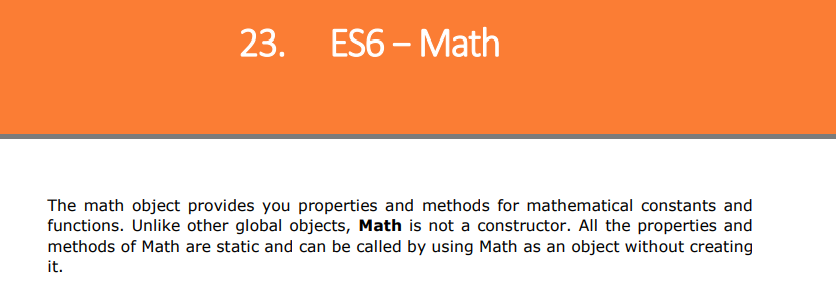 23. ES6 – Math
The math object provides you properties and methods for mathematical constants and
functions. Unlike other global objects, Math is not a constructor. All the properties and
methods of Math are static and can be called by using Math as an object without creating
it.